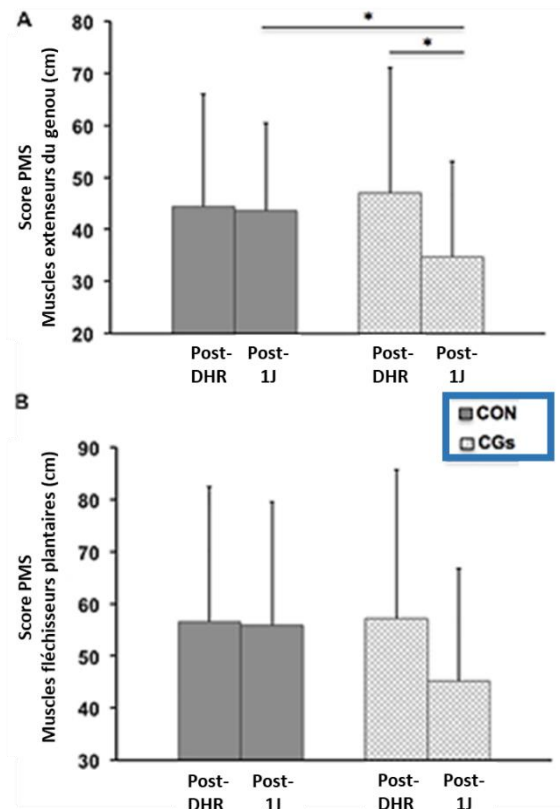 A
80
70
60
50
40
30
20
Score PMS
Muscles extenseurs du genou (cm)
*
*
Post-
DHR
Post-
1J
Post-
DHR
Post-
1J
CON
CGs
B
90
80
70
60
50
40
30
Score PMS
Muscles fléchisseurs plantaires (cm)
Post-
DHR
Post-
1J
Post-
DHR
Post-
1J